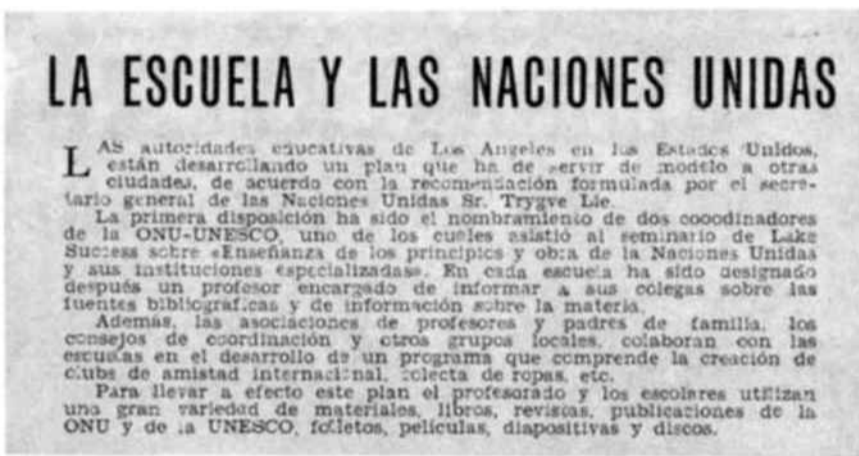 LA ESCUELA Y LAS NACIONES UNIDAS
LAS autoridades educativas de Los Angeles en los Estados Unidos,
están desarrollando un plan que ha de servir de modelo a otras
ciudades, de acuerdo con la recomendación formulada por el secre-
tario general de las Naciones Unidas Sr. Trygve Lie.
La primera disposición ha sido el nombramiento de dos cooodinadores
de la ONU-UNESCO, uno de los cuales asistió al seminario de Lake
Success sobre «Enseñanza de los principios y obra de la Naciones Unidas
y sus instituciones especializadas». En cada escuela ha sido designado
después un profesor encargado de informar a sus colegas sobre las
fuentes bibliográficas y de información sobre la materia.
Además, las asociaciones de profesores y padres de familia, los
consejos de coordinación y otros grupos locales, colaboran con las
escuelas en el desarrollo de un programa que comprende la creación de
clubs de amistad internacional, colecta de ropas, etc.
Para llevar a efecto este plan el profesorado y los escolares utilizan
una gran variedad de materiales, libros, revistas, publicaciones de la
ONU y de la UNESCO, folletos, películas, diapositivas y discos.